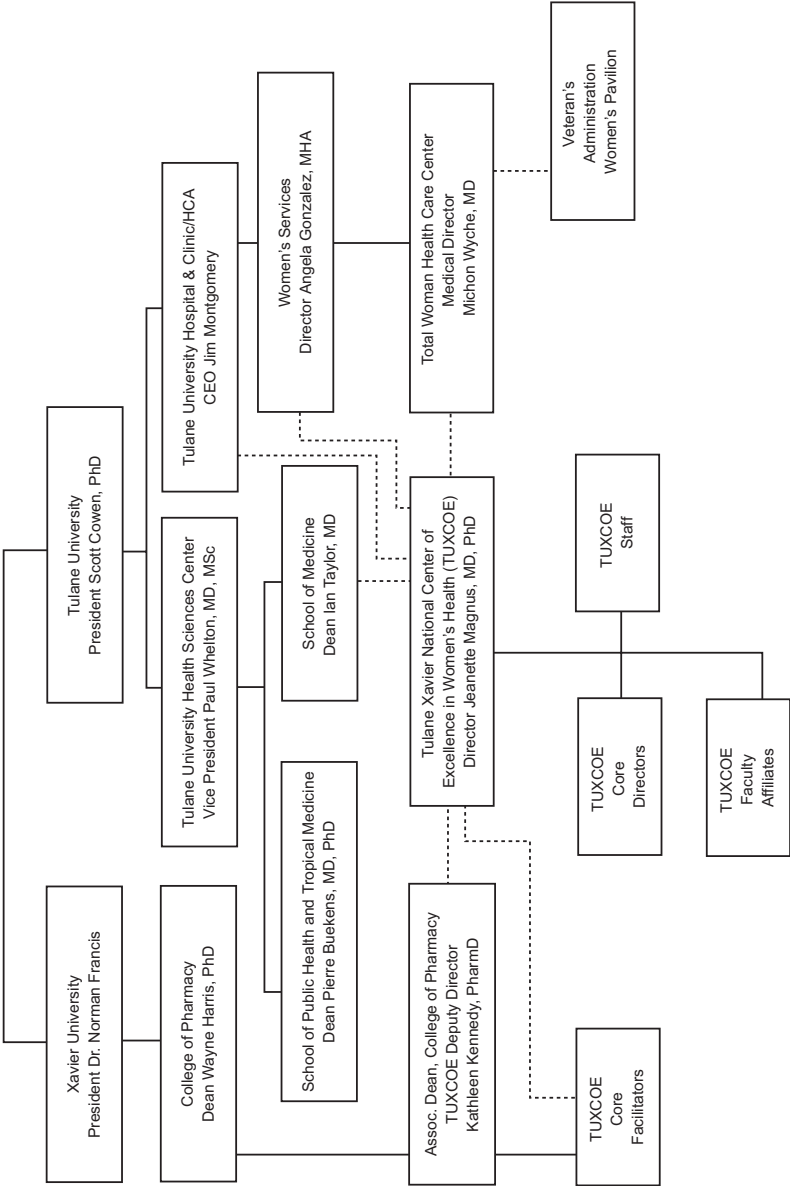 Xavier University
President Dr. Norman Francis
Tulane University
President Scott Cowen, PhD
College of Pharmacy
Dean Wayne Harris, PhD
Tulane University Health Sciences Center
Vice President Paul Whelton, MD, MSc
Tulane University Hospital & Clinic/HCA
CEO Jim Montgomery
School of Public Health and Tropical Medicine
Dean Pierre Buekens, MD, PhD
School of Medicine
Dean Ian Taylor, MD
Women's Services
Director Angela Gonzalez, MHA
Assoc. Dean, College of Pharmacy
TUXCOE Deputy Director
Kathleen Kennedy, PharmD
Tulane Xavier National Center of
Excellence in Women's Health (TUXCOE)
Director Jeanette Magnus, MD, PhD
Total Woman Health Care Center
Medical Director
Michon Wyche, MD
TUXCOE
Core
Facilitators
TUXCOE
Core
Directors
TUXCOE
Staff
Veteran's
Administration
Women's Pavilion
TUXCOE
Faculty
Affiliates